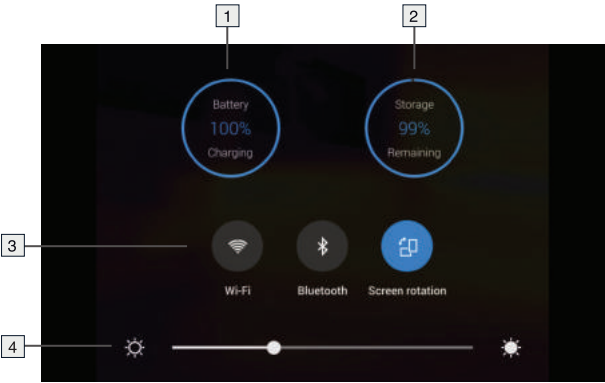 1
2
Battery
100%
Charging
Storage
99%
Remaining
3
Wi-Fi
Bluetooth
Screen rotation
4